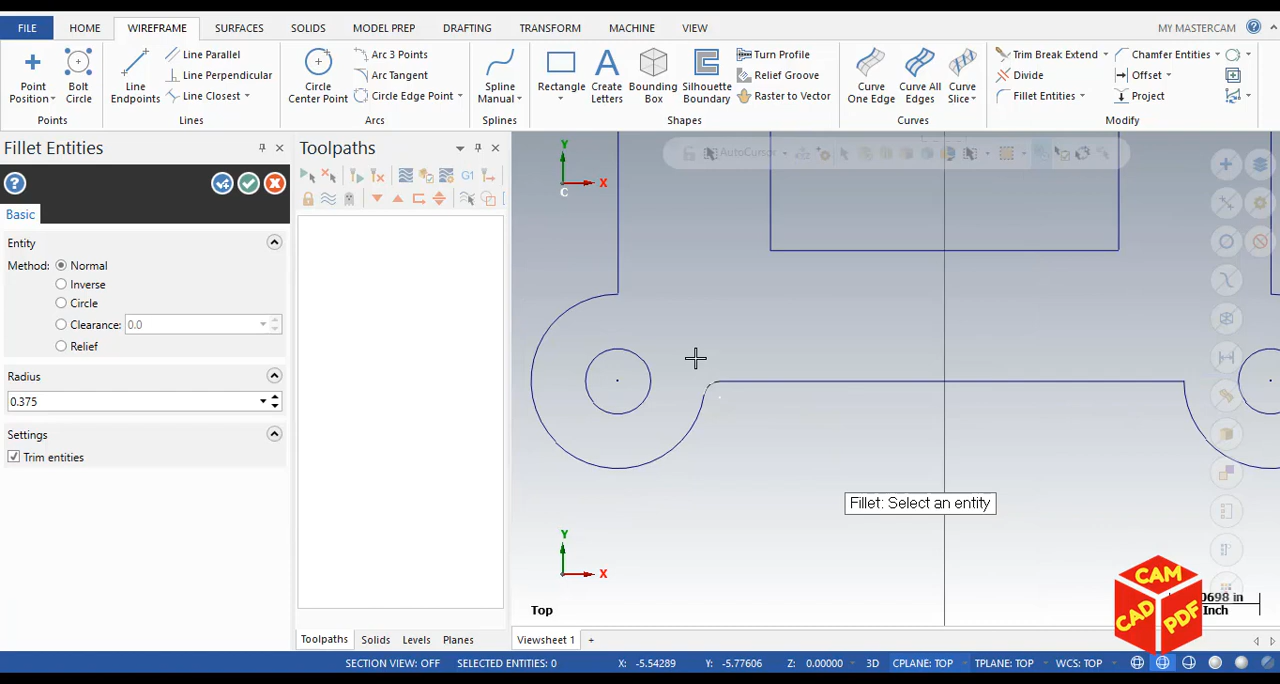 FILE HOME WIREFRAME SURFACES SOLIDS MODEL PREP DRAFTING TRANSFORM MACHINE VIEW MY MASTERCAM
Point Position
Bolt Circle
Points
Line Endpoints
Line Parallel
Line Perpendicular
Line Closest
Lines
Circle Center Point
Arc 3 Points
Arc Tangent
Circle Edge Point
Arcs
Spline Manual
Splines
Rectangle
Create Letters
Bounding Box
Silhouette Boundary
Turn Profile
Relief Groove
Raster to Vector
Shapes
Curve One Edge
Curve All Edges
Curve Slice
Curves
Trim Break Extend
Divide
Fillet Entities
Chamfer Entities
Offset
Project
Modify
Fillet Entities
Basic
Entity
Method: Normal
Inverse
Circle
Clearance: 0.0
Relief
Radius
0.375
Settings
Trim entities
Toolpaths
G1
Toolpaths Solids Levels Planes
AutoCursor
Y
X
C
Fillet: Select an entity
Y
X
Top
0698 in
Inch
CAM
CAD
PDF
Viewsheet 1 +
SECTION VIEW: OFF SELECTED ENTITIES: 0 X: -5.54289 Y: -5.77606 Z: 0.00000 3D CPLANE: TOP TPLANE: TOP WCS: TOP